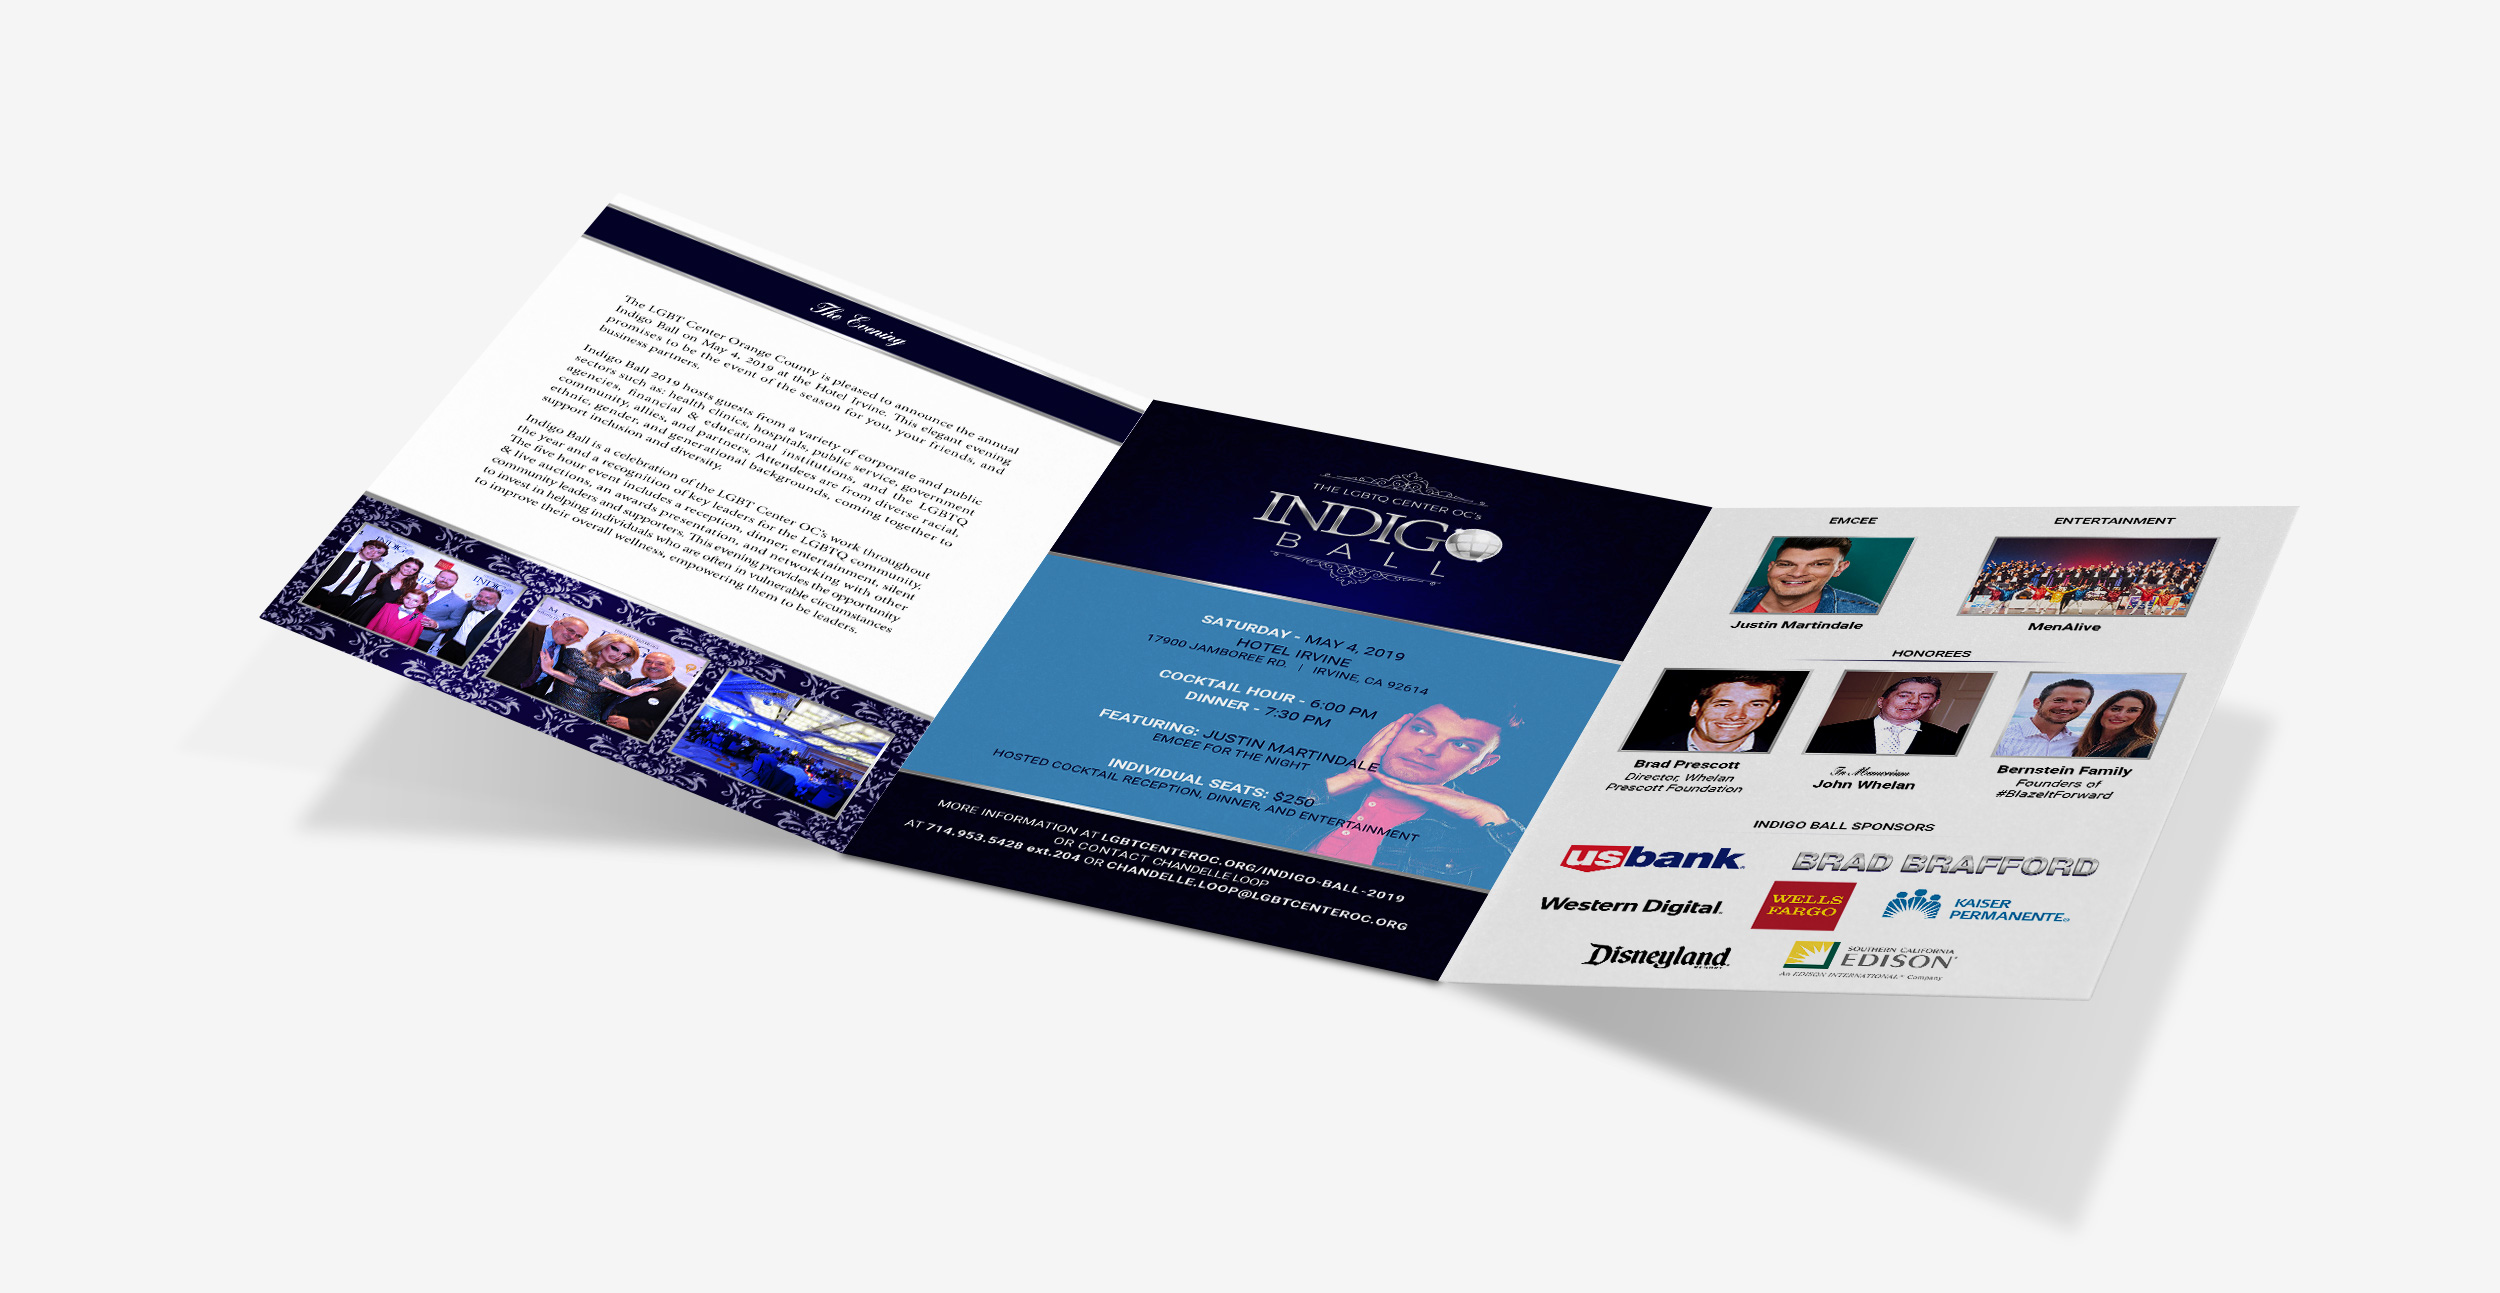 The Evening
The LGBT Center Orange County is pleased to announce the annual
Indigo Ball on May 4, 2019 at the Hotel Irvine. This elegant evening
promises to be the event of the season for you, your friends, and
business partners.
Indigo Ball 2019 hosts guests from a variety of corporate and public
sectors such as: health clinics, hospitals, public service, government
agencies, financial & educational institutions, and the LGBTQ
community, allies, and partners. Attendees are from diverse racial,
ethnic, gender, and generational backgrounds, coming together to
support inclusion and diversity.
Indigo Ball is a celebration of the LGBT Center OC's work throughout
the year and a recognition of key leaders for the LGBTQ community.
The five hour event includes a reception, dinner, entertainment, silent
& live auctions, an awards presentation, and networking with other
community leaders and supporters. This evening provides the opportunity
to invest in helping individuals who are often in vulnerable circumstances
to improve their overall wellness, empowering them to be leaders.
THE LGBTQ CENTER OC's
INDIGO
BALL
SATURDAY - MAY 4, 2019
HOTEL IRVINE
17900 JAMBOREE RD. | IRVINE, CA 92614
COCKTAIL HOUR - 6:00 PM
DINNER - 7:30 PM
FEATURING: JUSTIN MARTINDALE
EMCEE FOR THE NIGHT
INDIVIDUAL SEATS: $250
HOSTED COCKTAIL RECEPTION, DINNER, AND ENTERTAINMENT
MORE INFORMATION AT LGBTCENTEROC.ORG/INDIGO-BALL-2019
OR CONTACT CHANDELLE LOOP
AT 714.953.5428 ext.204 OR CHANDELLE.LOOP@LGBTCENTEROC.ORG
EMCEE ENTERTAINMENT
Justin Martindale MenAlive
HONOREES
Brad Prescott
Director, Whelan
Prescott Foundation
In Memoriam
John Whelan
Bernstein Family
Founders of
#BlazeItForward
INDIGO BALL SPONSORS
usbank BRAD BRAFFORD
Western Digital. WELLS
FARGO
KAISER
PERMANENTE®
Disneyland
RESORT
SOUTHERN CALIFORNIA
EDISON®
An EDISON INTERNATIONAL® Company